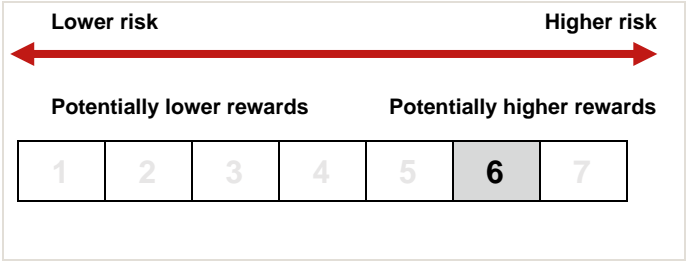 Lower risk Higher risk
Potentially lower rewards Potentially higher rewards
1 2 3 4 5 6 7